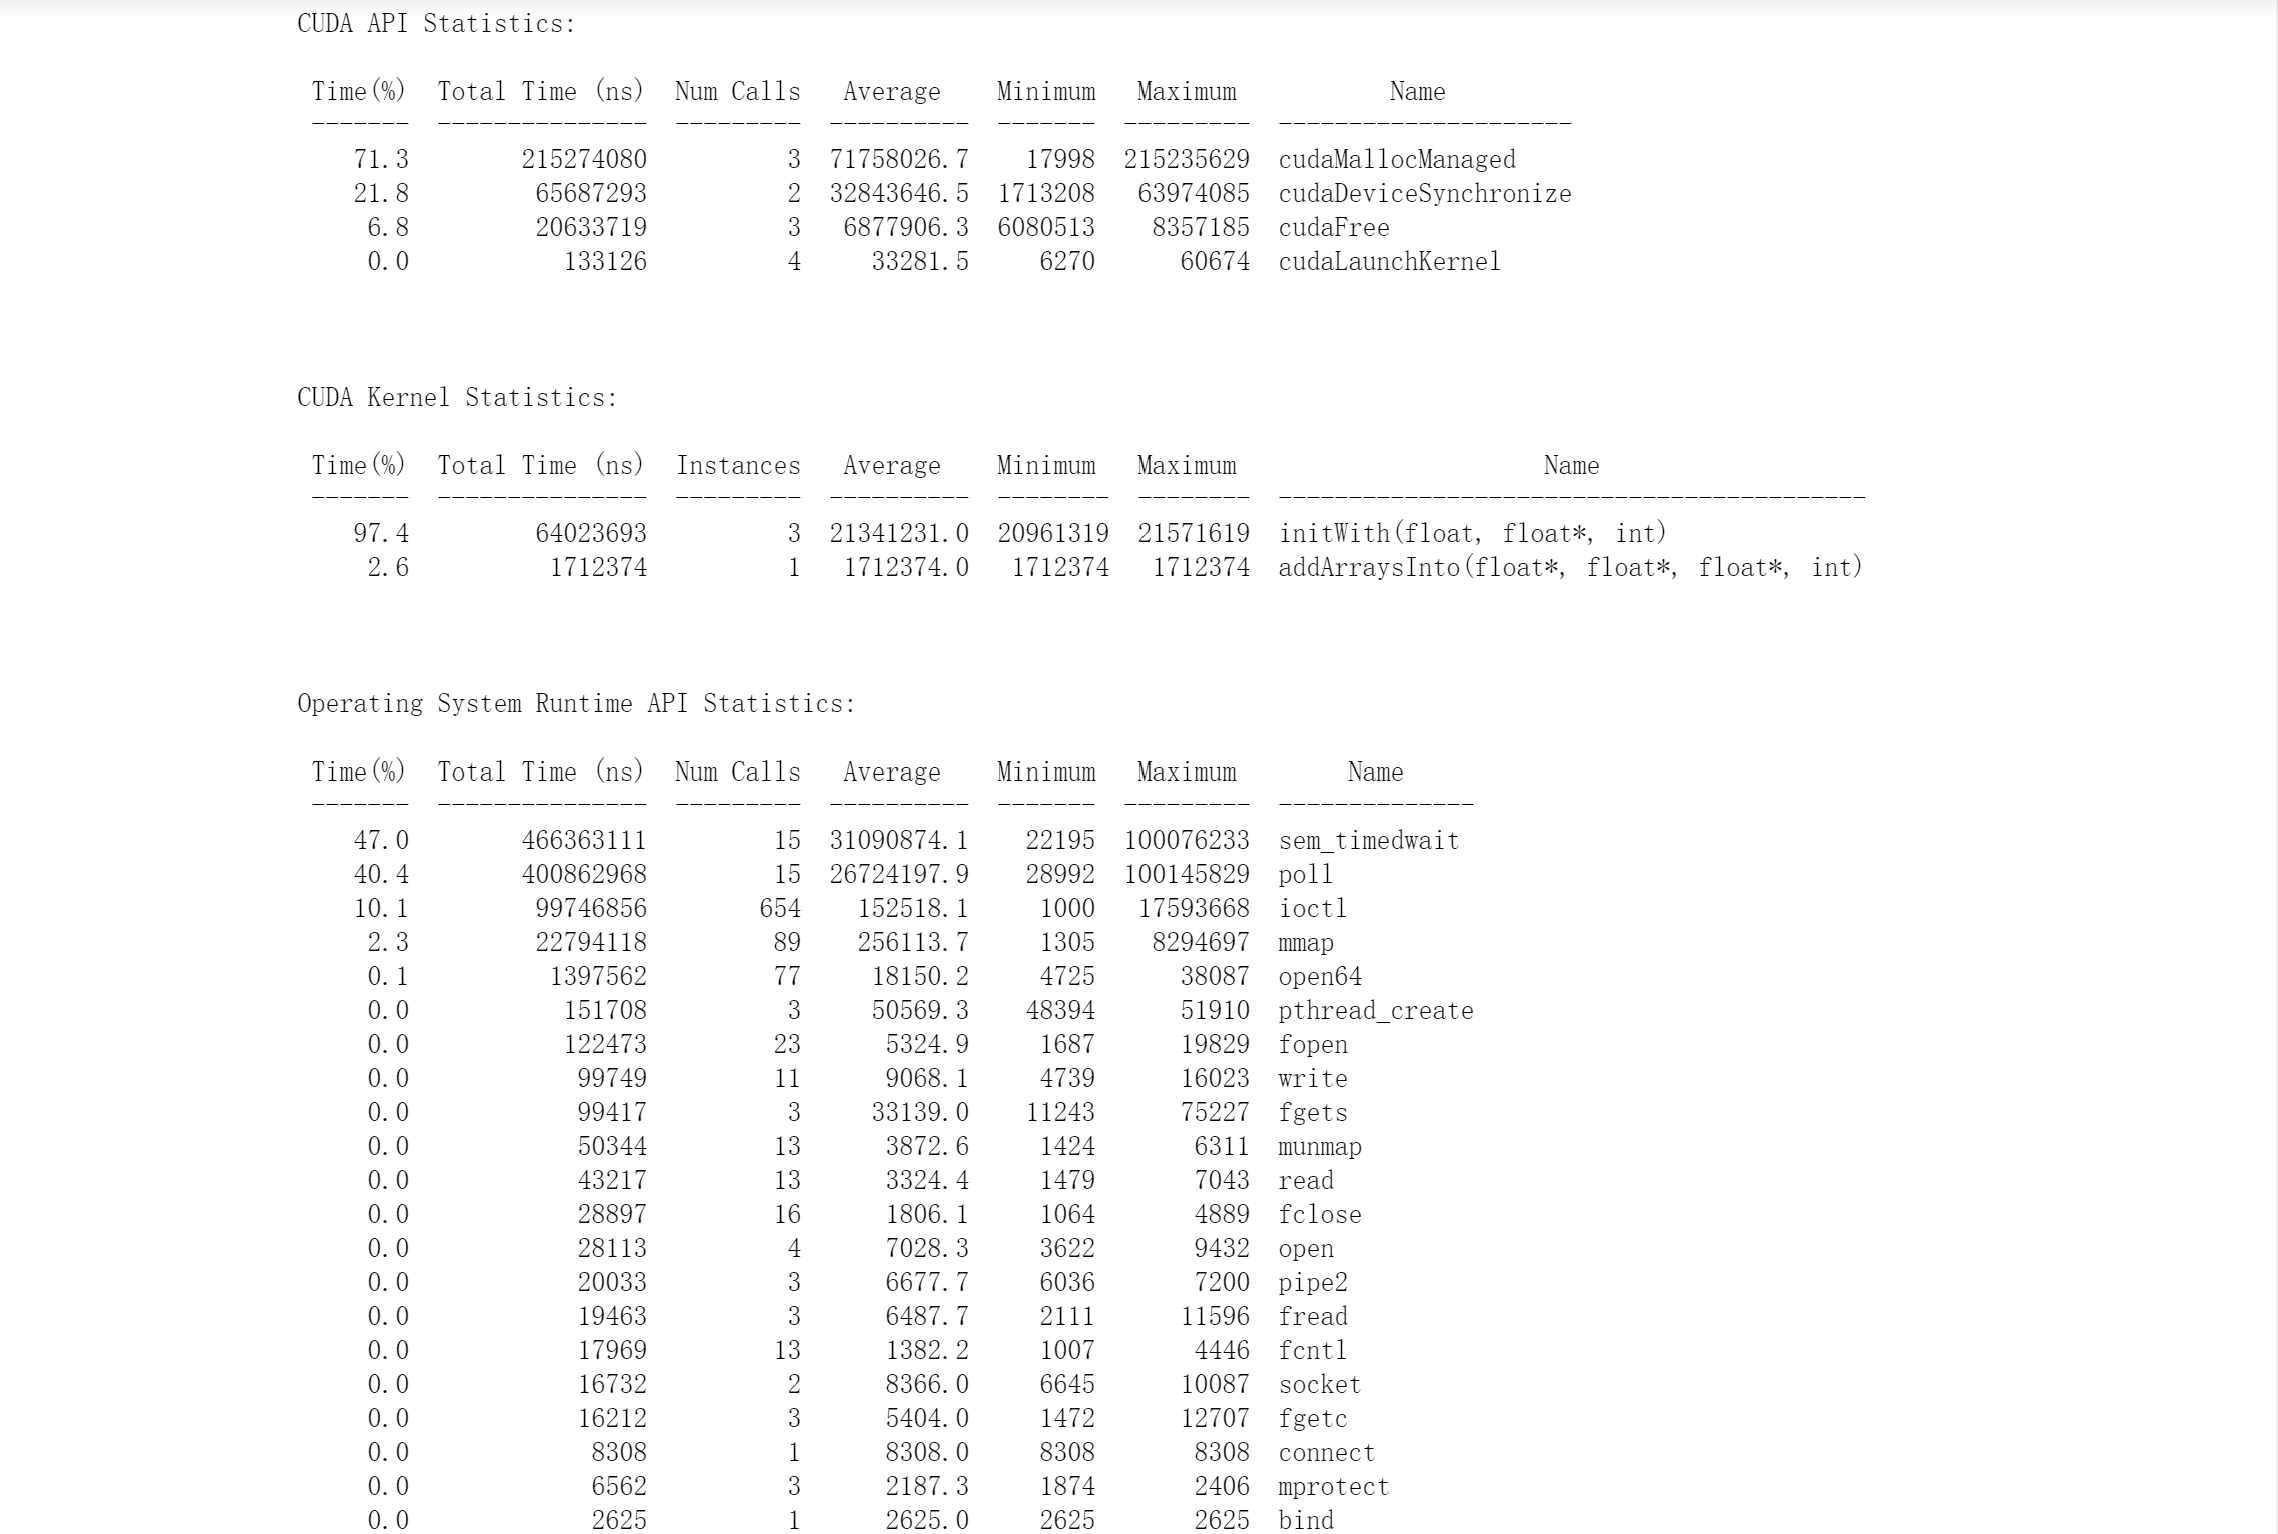 CUDA API Statistics:
Time(%)  Total Time (ns)  Num Calls   Average    Minimum   Maximum           Name
-------  ---------------  ---------  ----------  -------  ---------  ---------------------
71.3        215274080          3  71758026.7    17998  215235629  cudaMallocManaged
21.8         65687293          2  32843646.5  1713208   63974085  cudaDeviceSynchronize
6.8         20633719          3   6877906.3  6080513    8357185  cudaFree
0.0           133126          4     33281.5     6270      60674  cudaLaunchKernel
CUDA Kernel Statistics:
Time(%)  Total Time (ns)  Instances   Average    Minimum   Maximum                      Name
-------  ---------------  ---------  ----------  --------  --------  ------------------------------------------
97.4         64023693          3  21341231.0  20961319  21571619  initWith(float, float*, int)
2.6          1712374          1   1712374.0   1712374   1712374  addArraysInto(float*, float*, float*, int)
Operating System Runtime API Statistics:
Time(%)  Total Time (ns)  Num Calls   Average    Minimum   Maximum        Name
-------  ---------------  ---------  ----------  -------  ---------  --------------
47.0        466363111         15  31090874.1    22195  100076233  sem_timedwait
40.4        400862968         15  26724197.9    28992  100145829  poll
10.1         99746856        654    152518.1     1000   17593668  ioctl
2.3         22794118         89    256113.7     1305    8294697  mmap
0.1          1397562         77     18150.2     4725      38087  open64
0.0           151708          3     50569.3    48394      51910  pthread_create
0.0           122473         23      5324.9     1687      19829  fopen
0.0            99749         11      9068.1     4739      16023  write
0.0            99417          3     33139.0    11243      75227  fgets
0.0            50344         13      3872.6     1424       6311  munmap
0.0            43217         13      3324.4     1479       7043  read
0.0            28897         16      1806.1     1064       4889  fclose
0.0            28113          4      7028.3     3622       9432  open
0.0            20033          3      6677.7     6036       7200  pipe2
0.0            19463          3      6487.7     2111      11596  fread
0.0            17969         13      1382.2     1007       4446  fcntl
0.0            16732          2      8366.0     6645      10087  socket
0.0            16212          3      5404.0     1472      12707  fgetc
0.0             8308          1      8308.0     8308       8308  connect
0.0             6562          3      2187.3     1874       2406  mprotect
0.0             2625          1      2625.0     2625       2625  bind